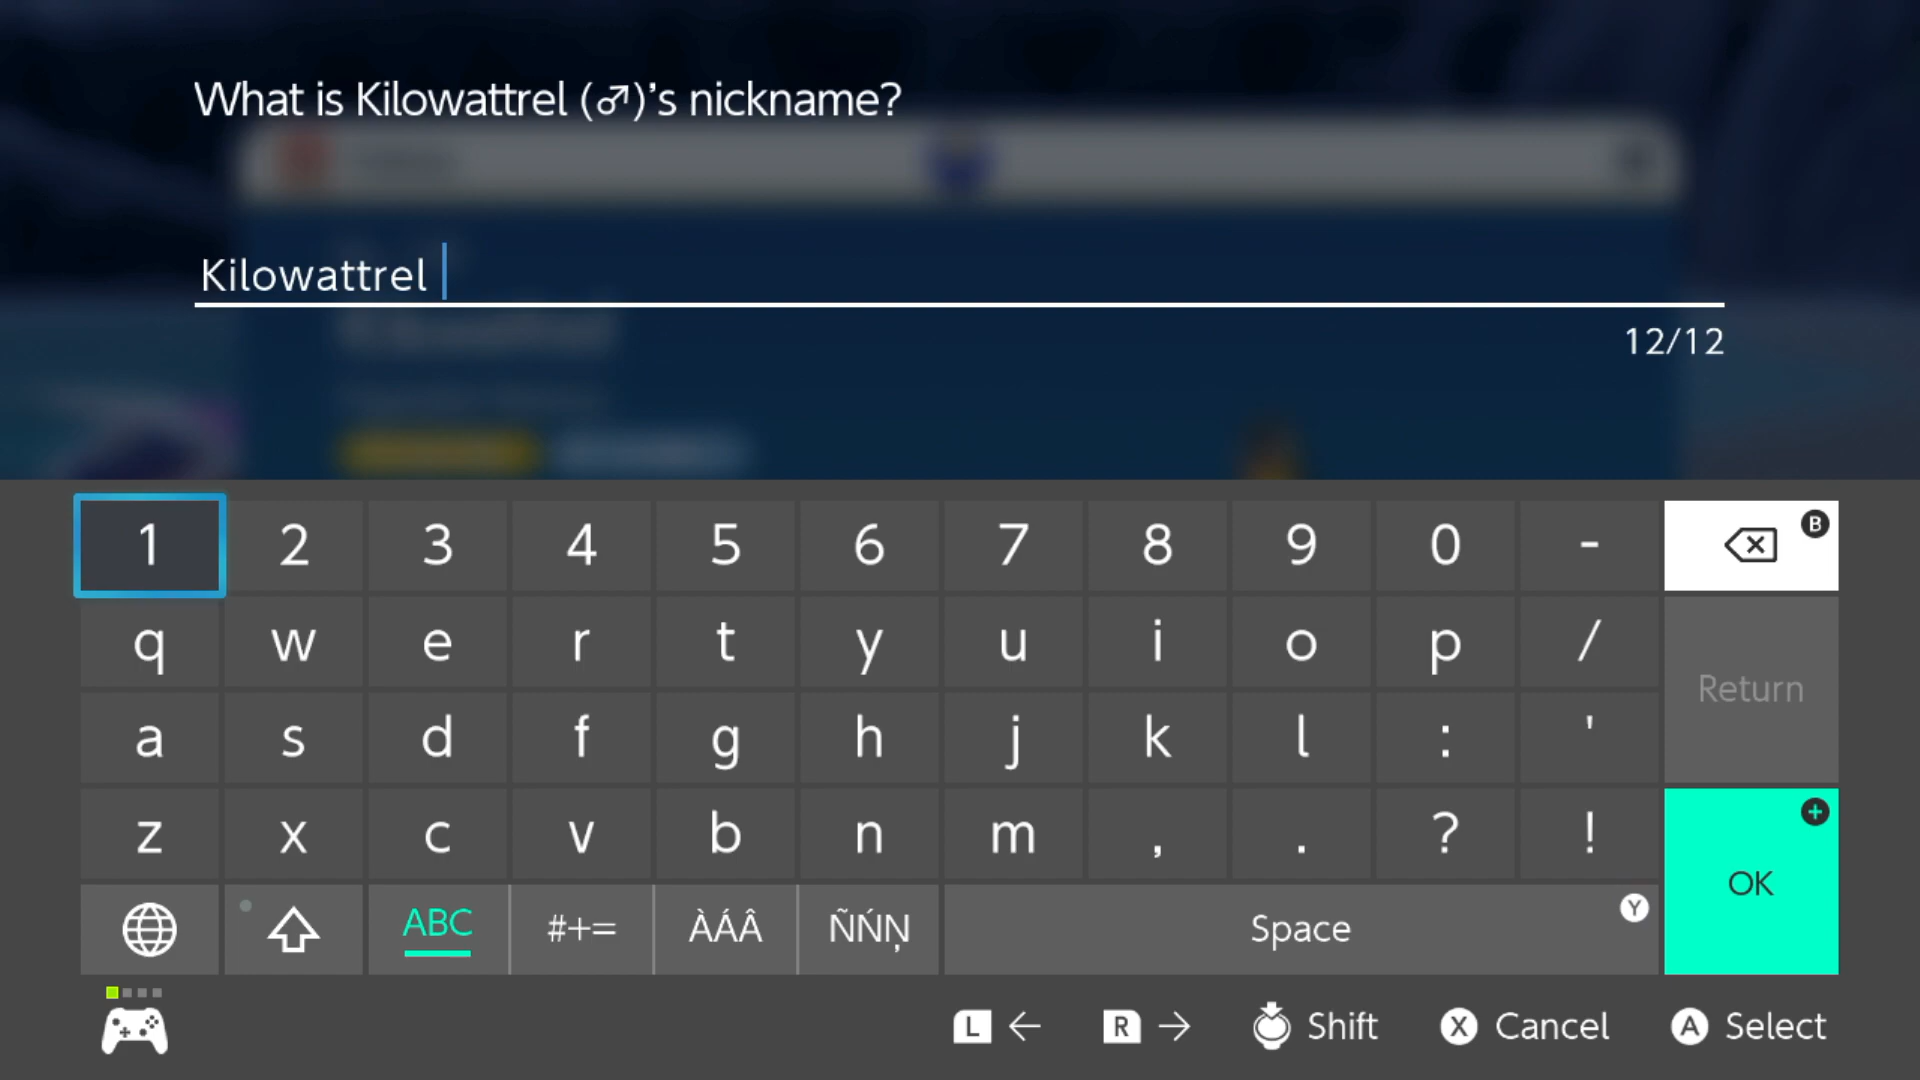 What is Kilowattrel (♂)’s nickname?
Kilowattrel
12/12
1 2 3 4 5 6 7 8 9 0 - B
q w e r t y u i o p / Return
a s d f g h j k l : '
z x c v b n m , . ? ! + OK
ABC #+= ÀÁÂ ÑŃŅ Space Y
L ← R → Shift X Cancel A Select